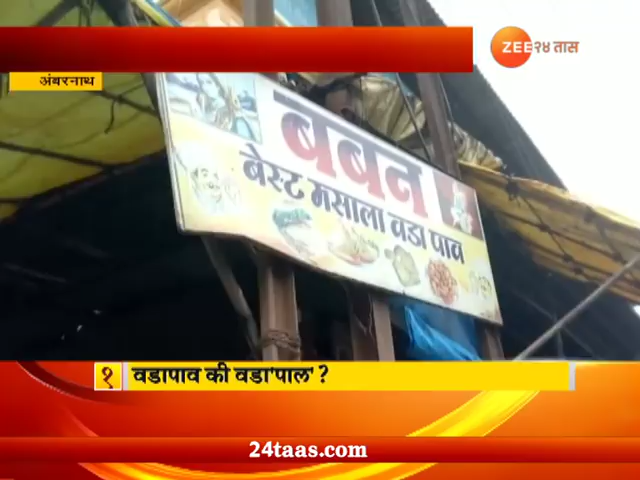 ZEE २४ तास
अंबरनाथ
बबन
बेस्ट मसाला वडा पाव
१ वडापाव की वडा'पाल' ?
24taas.com